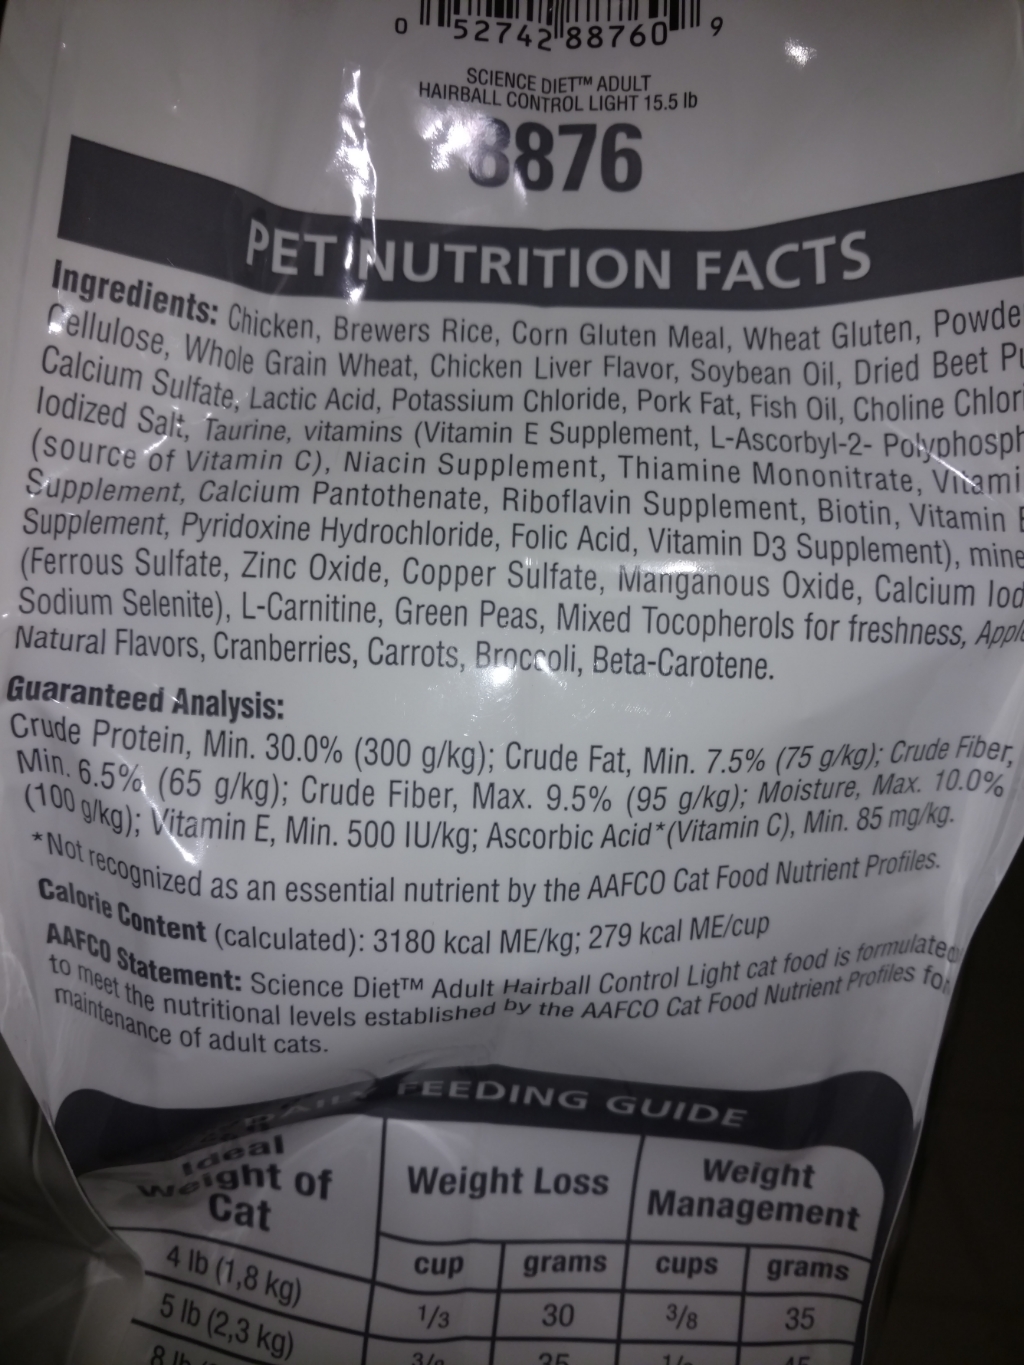 0 52742 88760 9
SCIENCE DIET™ ADULT
HAIRBALL CONTROL LIGHT 15.5 lb
8876
PET NUTRITION FACTS
Ingredients: Chicken, Brewers Rice, Corn Gluten Meal, Wheat Gluten, Powde
Cellulose, Whole Grain Wheat, Chicken Liver Flavor, Soybean Oil, Dried Beet Pu
Calcium Sulfate, Lactic Acid, Potassium Chloride, Pork Fat, Fish Oil, Choline Chlori
Iodized Salt, Taurine, vitamins (Vitamin E Supplement, L-Ascorbyl-2- Polyphosph
(source of Vitamin C), Niacin Supplement, Thiamine Mononitrate, Vitami
Supplement, Calcium Pantothenate, Riboflavin Supplement, Biotin, Vitamin B
Supplement, Pyridoxine Hydrochloride, Folic Acid, Vitamin D3 Supplement), mine
(Ferrous Sulfate, Zinc Oxide, Copper Sulfate, Manganous Oxide, Calcium Iod
Sodium Selenite), L-Carnitine, Green Peas, Mixed Tocopherols for freshness, Apple
Natural Flavors, Cranberries, Carrots, Broccoli, Beta-Carotene.
Guaranteed Analysis:
Crude Protein, Min. 30.0% (300 g/kg); Crude Fat, Min. 7.5% (75 g/kg); Crude Fiber,
Min. 6.5% (65 g/kg); Crude Fiber, Max. 9.5% (95 g/kg); Moisture, Max. 10.0%
(100 g/kg); Vitamin E, Min. 500 IU/kg; Ascorbic Acid*(Vitamin C), Min. 85 mg/kg.
*Not recognized as an essential nutrient by the AAFCO Cat Food Nutrient Profiles.
Calorie Content (calculated): 3180 kcal ME/kg; 279 kcal ME/cup
AAFCO Statement: Science Diet™ Adult Hairball Control Light cat food is formulated
to meet the nutritional levels established by the AAFCO Cat Food Nutrient Profiles for
maintenance of adult cats.
DAILY FEEDING GUIDE
Ideal Weight of Cat Weight Loss Weight Management
cup grams cups grams
4 lb (1,8 kg) 1/3 30 3/8 35
5 lb (2,3 kg)
8 lb